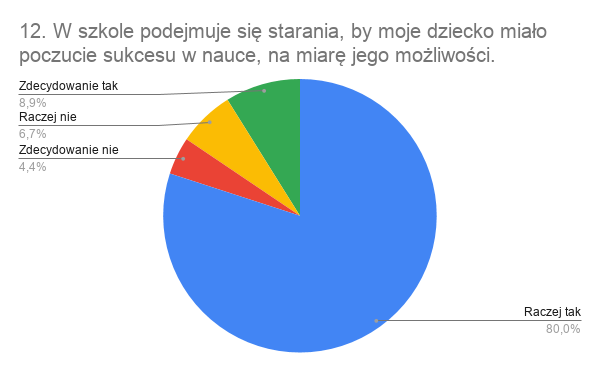 12. W szkole podejmuje się starania, by moje dziecko miało
poczucie sukcesu w nauce, na miarę jego możliwości.
Zdecydowanie tak
8,9%
Raczej nie
6,7%
Zdecydowanie nie
4,4%
Raczej tak
80,0%